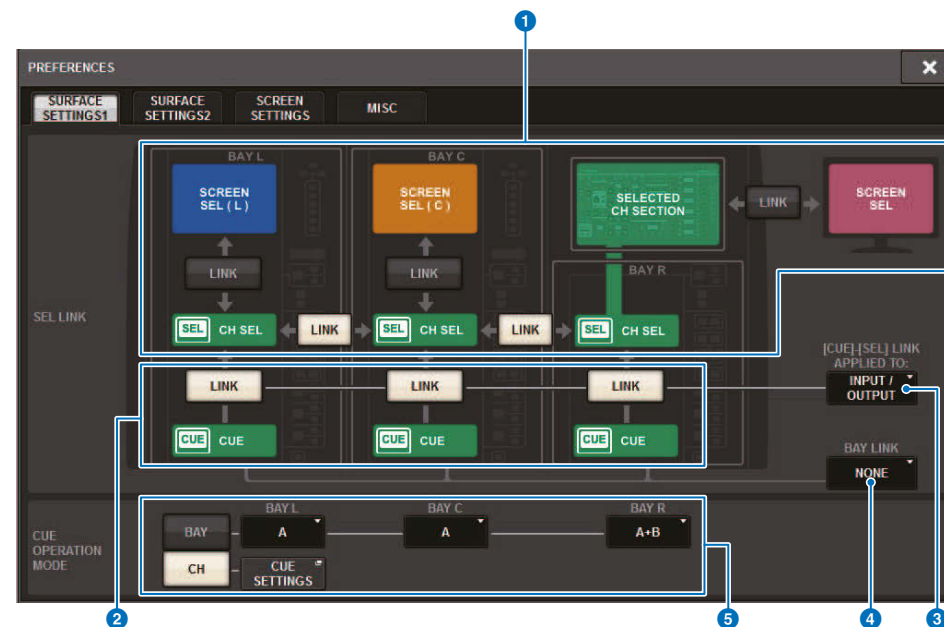 1
PREFERENCES
×
SURFACE
SETTINGS1
SURFACE
SETTINGS2
SCREEN
SETTINGS
MISC
BAY L
BAY C
SCREEN
SEL ( L )
SCREEN
SEL ( C )
SELECTED
CH SECTION
LINK
SCREEN
SEL
LINK
LINK
BAY R
SEL LINK
SEL CH SEL
LINK
SEL CH SEL
LINK
SEL CH SEL
[CUE]-[SEL] LINK
APPLIED TO:
LINK
LINK
LINK
INPUT /
OUTPUT
CUE CUE
CUE CUE
CUE CUE
BAY LINK
NONE
CUE
OPERATION
MODE
BAY L
BAY C
BAY R
BAY
A
A
A+B
CH
CUE
SETTINGS
2
5
4
3